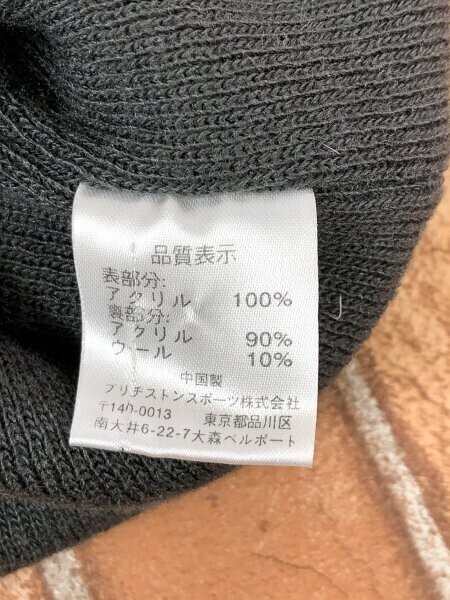 品質表示
表部分:
アクリル 100%
裏部分:
アクリル 90%
ウール 10%
中国製
ブリヂストンスポーツ株式会社
〒140-0013 東京都品川区
南大井6-22-7大森ベルポート